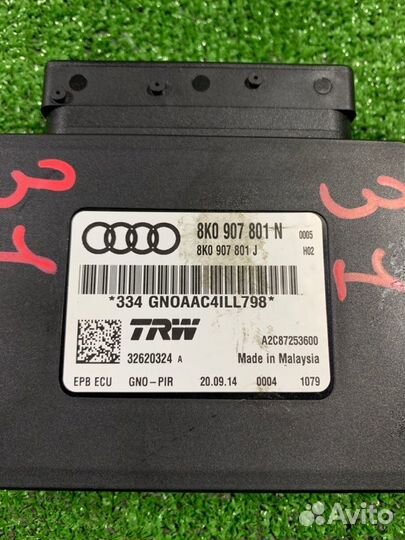 31
31
8K0 907 801 N 0005
8K0 907 801 J H02
*334 GNOAAC4ILL798*
TRW
A2C87253600
32620324 A
Made in Malaysia
EPB ECU GNO-PIR 20.09.14 0004 1079
Avito